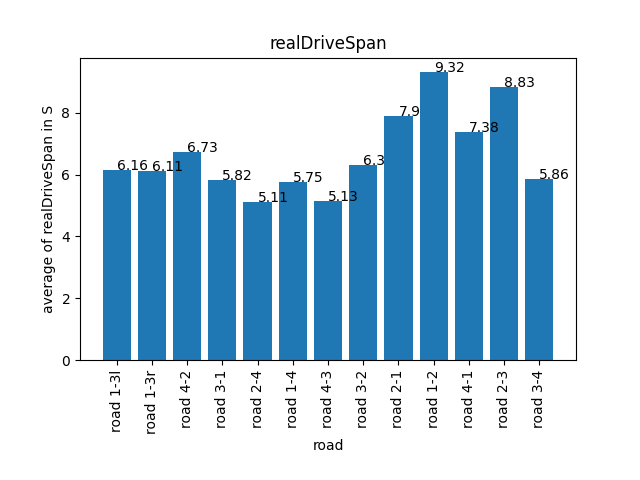 realDriveSpan
average of realDriveSpan in S
8
6
4
2
0
6.16
6.11
6.73
5.82
5.11
5.75
5.13
6.3
7.9
9.32
7.38
8.83
5.86
road 1-3l
road 1-3r
road 4-2
road 3-1
road 2-4
road 1-4
road 4-3
road 3-2
road 2-1
road 1-2
road 4-1
road 2-3
road 3-4
road